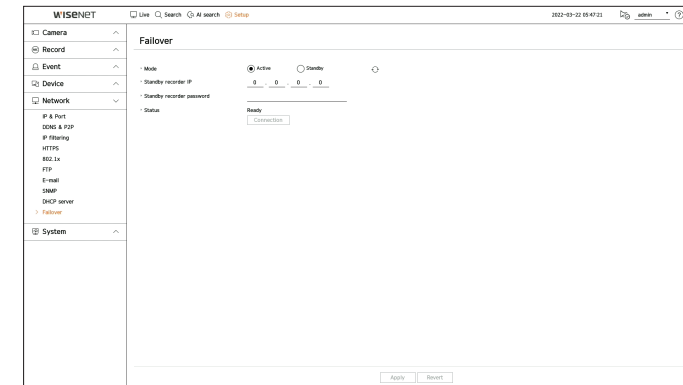 WISENET
Live Search AI search Setup 2022-03-22 05:47:21 admin
Camera
Record
Event
Device
Network
IP & Port
DDNS & P2P
IP filtering
HTTPS
802.1x
FTP
E-mail
SNMP
DHCP server
> Failover
System
Failover
Mode Active Standby
Standby recorder IP 0 . 0 . 0 . 0
Standby recorder password
Status Ready
Connection
Apply Revert